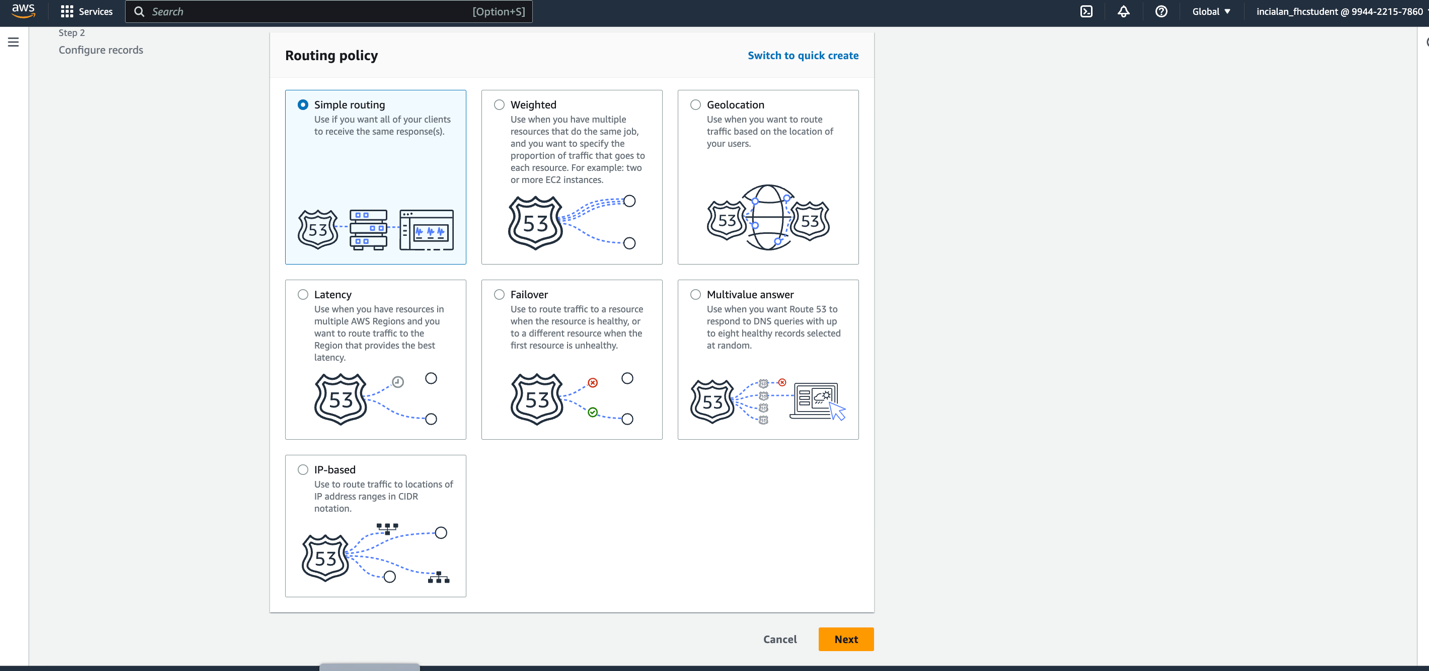 aws
Services
Search
[Option+S]
Global
incialan_fhcstudent @ 9944-2215-7860
Step 2
Configure records
Routing policy
Switch to quick create
Simple routing
Use if you want all of your clients
to receive the same response(s).
53
Weighted
Use when you have multiple
resources that do the same job,
and you want to specify the
proportion of traffic that goes to
each resource. For example: two
or more EC2 instances.
53
Geolocation
Use when you want to route
traffic based on the location of
your users.
53
53
Latency
Use when you have resources in
multiple AWS Regions and you
want to route traffic to the
Region that provides the best
latency.
53
Failover
Use to route traffic to a resource
when the resource is healthy, or
to a different resource when the
first resource is unhealthy.
53
Multivalue answer
Use when you want Route 53 to
respond to DNS queries with up
to eight healthy records selected
at random.
53
IP-based
Use to route traffic to locations of
IP address ranges in CIDR
notation.
53
Cancel
Next